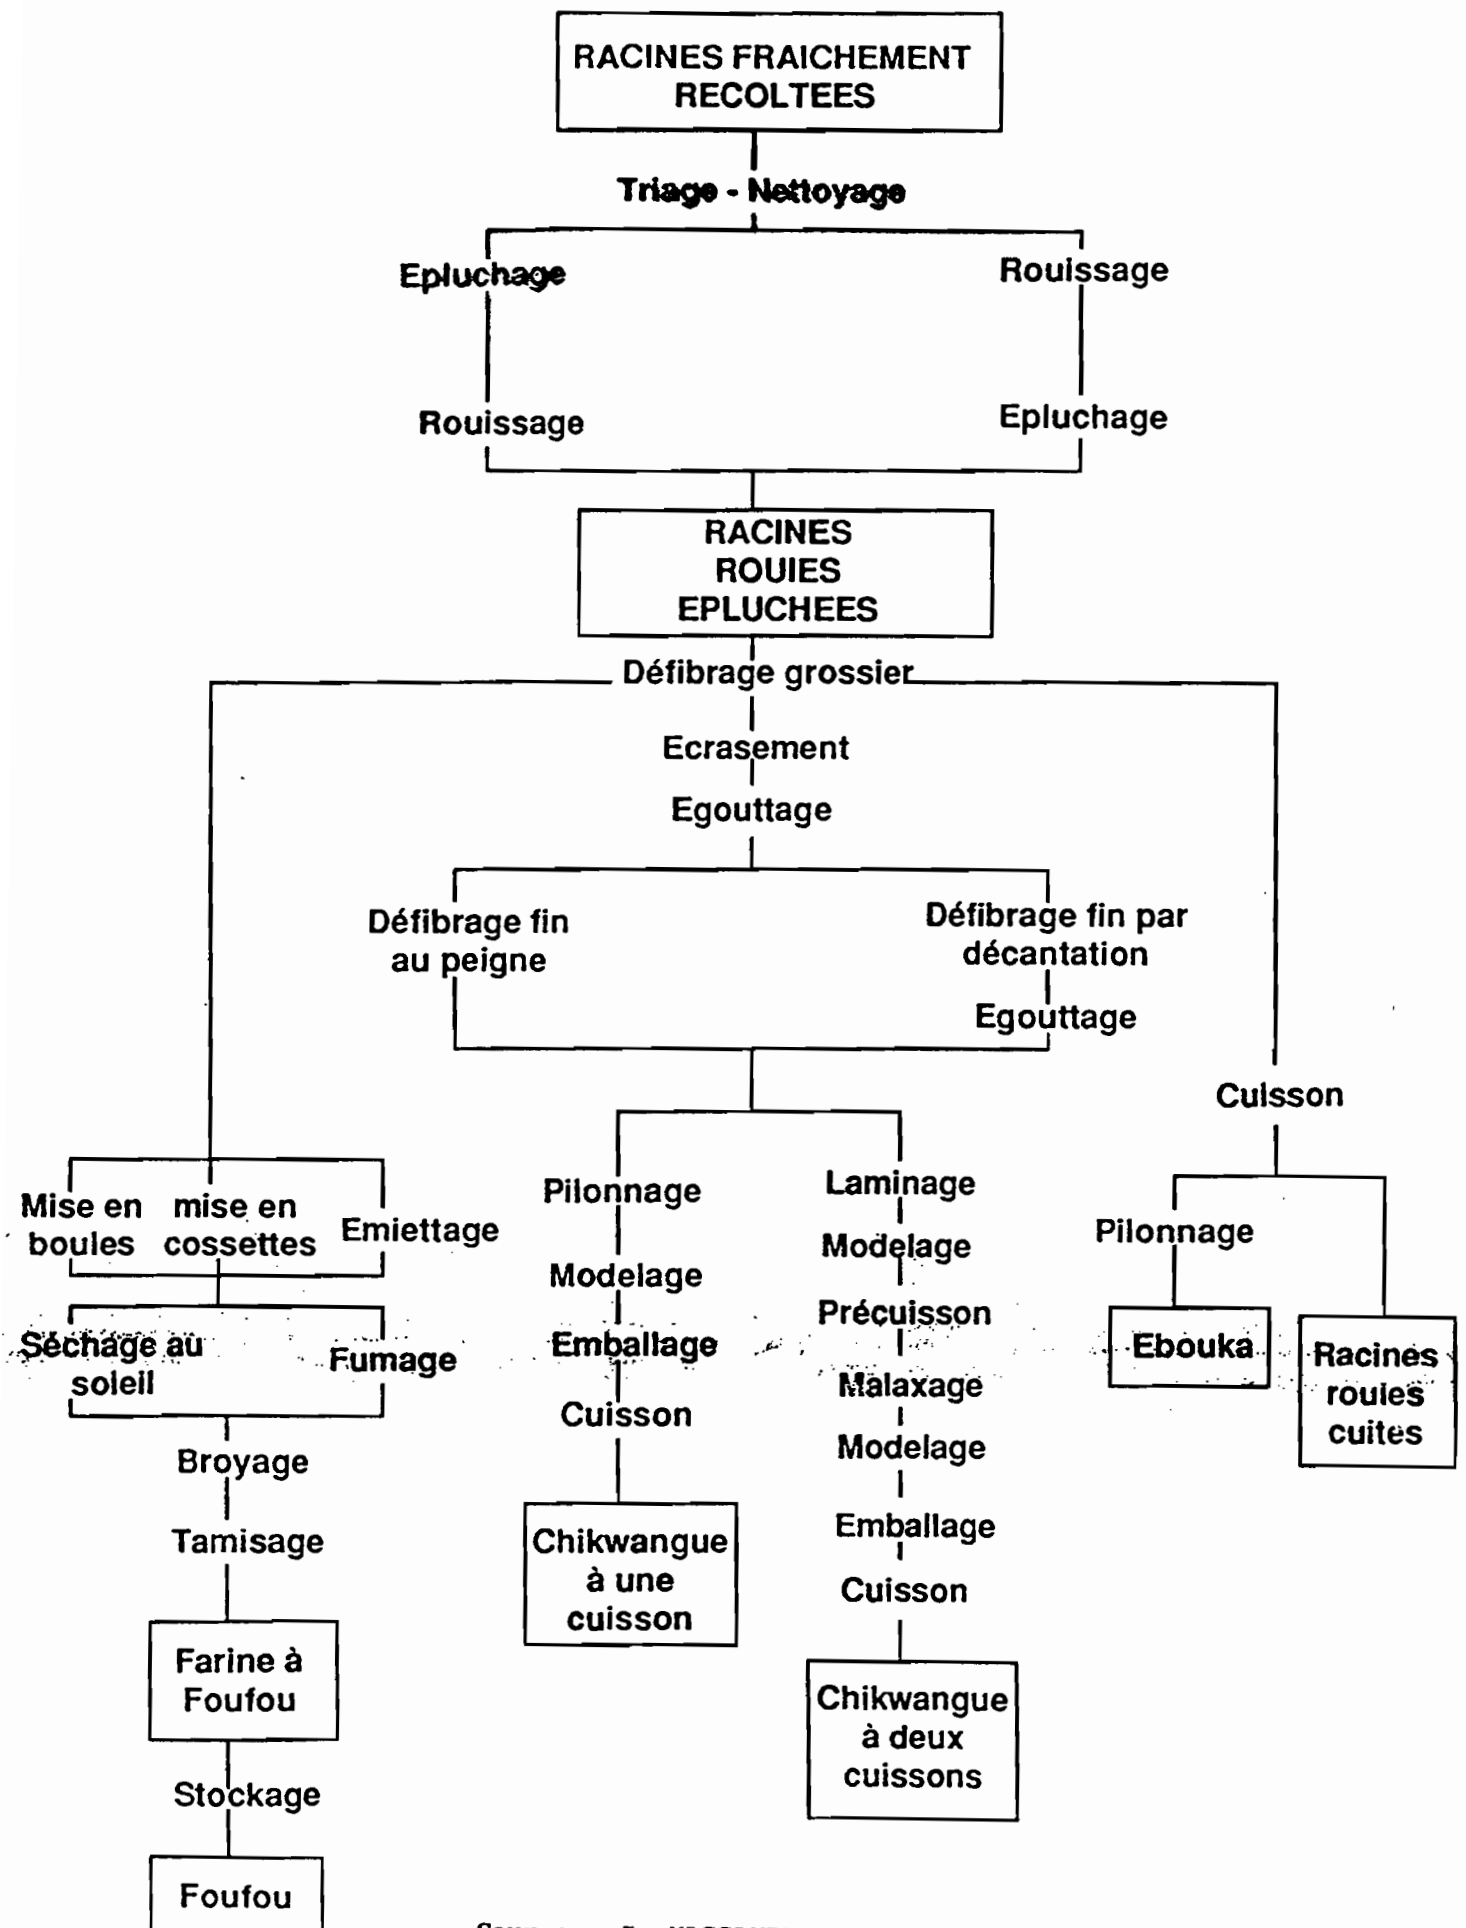 RACINES FRAICHEMENT
RECOLTEES
Triage - Nettoyage
Epluchage
Rouissage
Rouissage
Epluchage
RACINES
ROUIES
EPLUCHEES
Défibrage grossier
Ecrasement
Egouttage
Défibrage fin
au peigne
Défibrage fin par
décantation
Egouttage
Cuisson
Mise en
boules
mise en
cossettes
Emiettage
Séchage au
soleil
Fumage
Broyage
Tamisage
Farine à
Foufou
Stockage
Foufou
Pilonnage
Modelage
Emballage
Cuisson
Chikwangue
à une
cuisson
Laminage
Modelage
Précuisson
Malaxage
Modelage
Emballage
Cuisson
Chikwangue
à deux
cuissons
Pilonnage
Ebouka
Racines
rouies
cuites